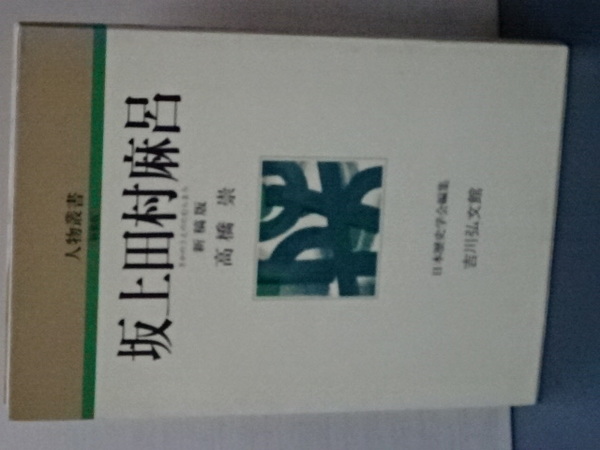 人物叢書
坂上田村麻呂
新稿版
高橋 崇
日本歴史学会編集
吉川弘文館